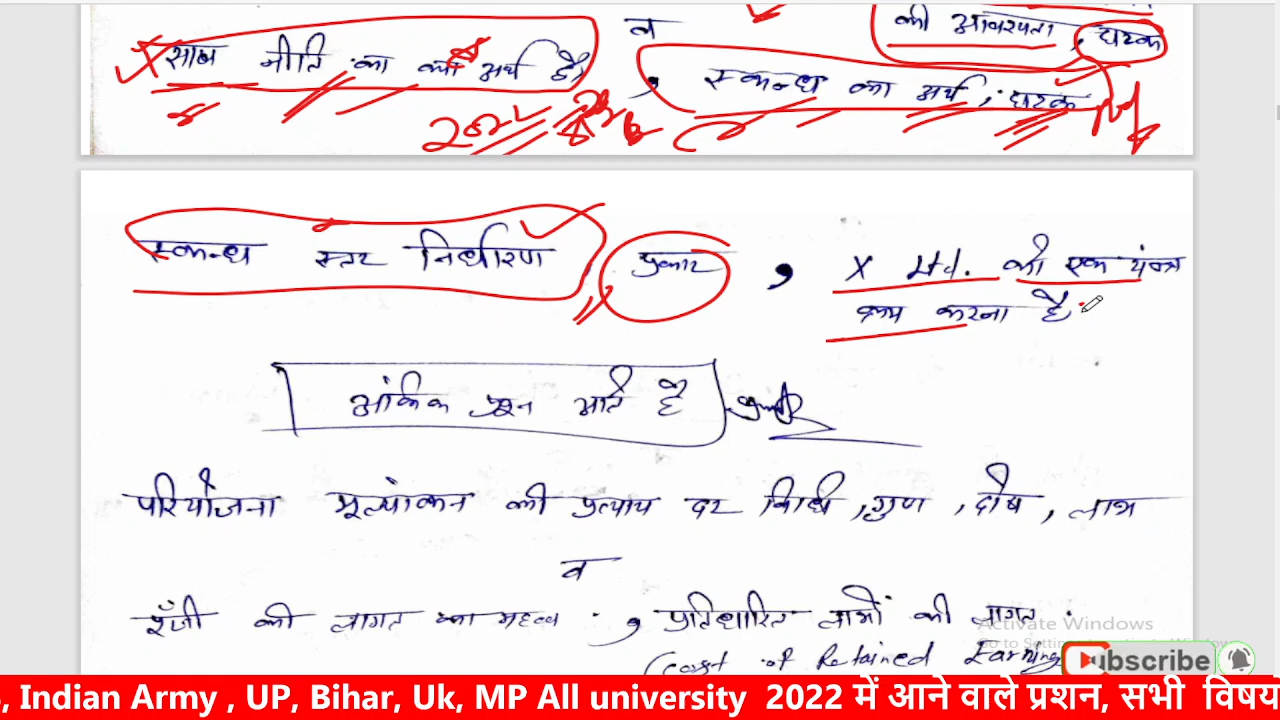 की आवश्यता, घटक
व
साख नीति का क्या अर्थ है,
, स्कन्ध का अर्थ, घटक
स्कन्ध स्तर निर्धारण प्रकार , X Ltd. को एक यंत्र
क्रय करना है
आंकिक प्रश्न आते है
परियोजना मूल्यांकन की प्रत्याय दर विधि, गुण, दोष, लाभ
व
पूँजी की लागत का महत्व , प्रतिधारित लाभों की लागत
(Cost of Retained Earning
Activate Windows
Subscribe
, Indian Army , UP, Bihar, Uk, MP All university 2022 में आने वाले प्रशन, सभी विषय